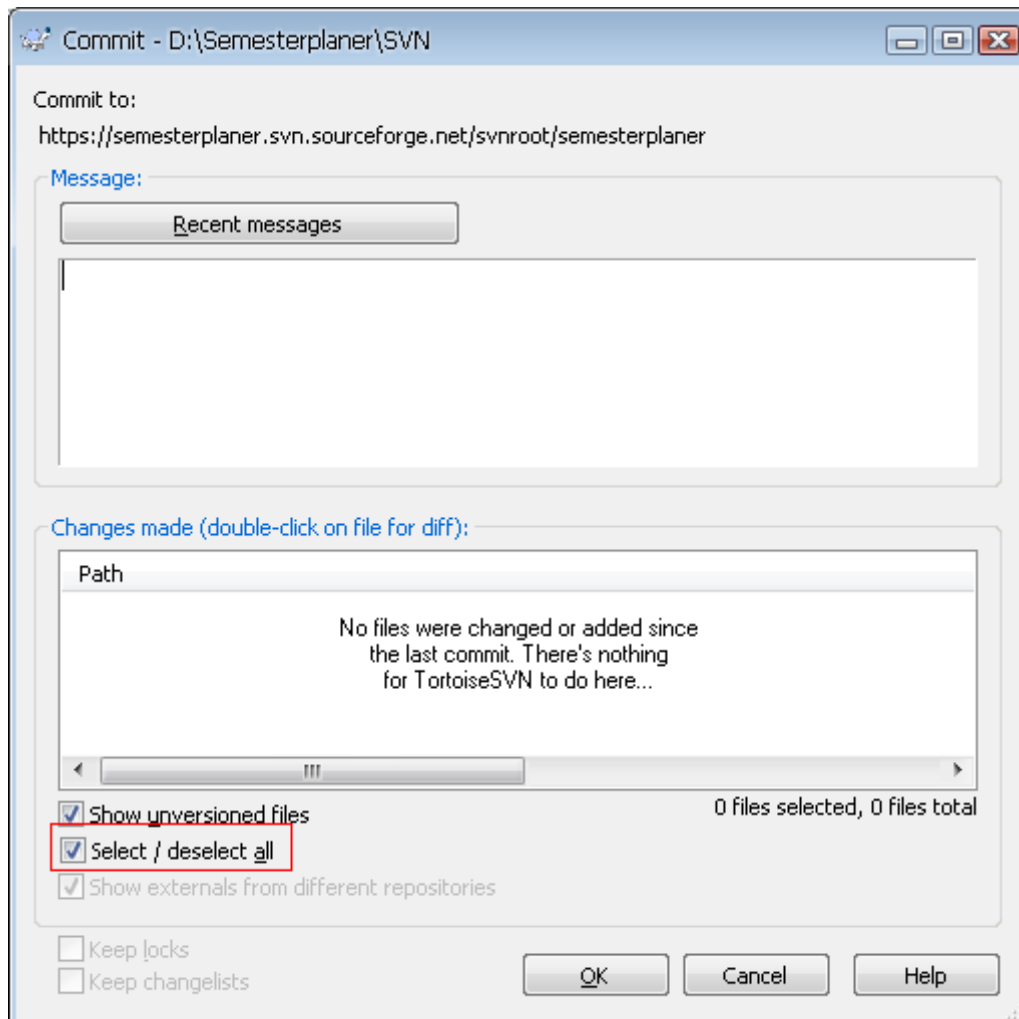 Commit - D:\Semesterplaner\SVN
Commit to:
https://semesterplaner.svn.sourceforge.net/svnroot/semesterplaner
Message:
Recent messages
Changes made (double-click on file for diff):
Path
No files were changed or added since
the last commit. There's nothing
for TortoiseSVN to do here...
Show unversioned files
0 files selected, 0 files total
Select / deselect all
Show externals from different repositories
Keep locks
Keep changelists
OK
Cancel
Help